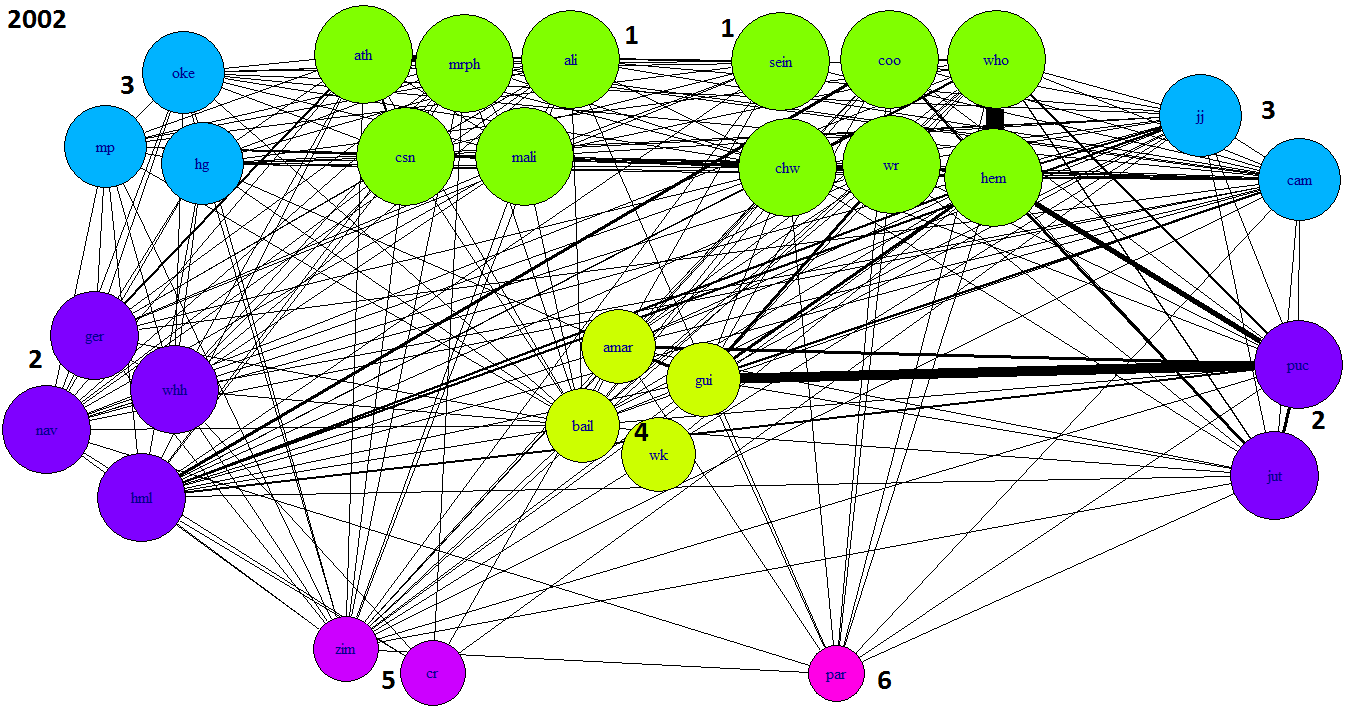 2002
ath
mrph
ali
1
1
sein
coo
who
oke
3
mp
hg
csn
mali
chw
wr
hem
jj
3
cam
ger
2
whh
nav
hml
amar
gui
bail
4
wk
puc
2
jut
zim
5
cr
par
6